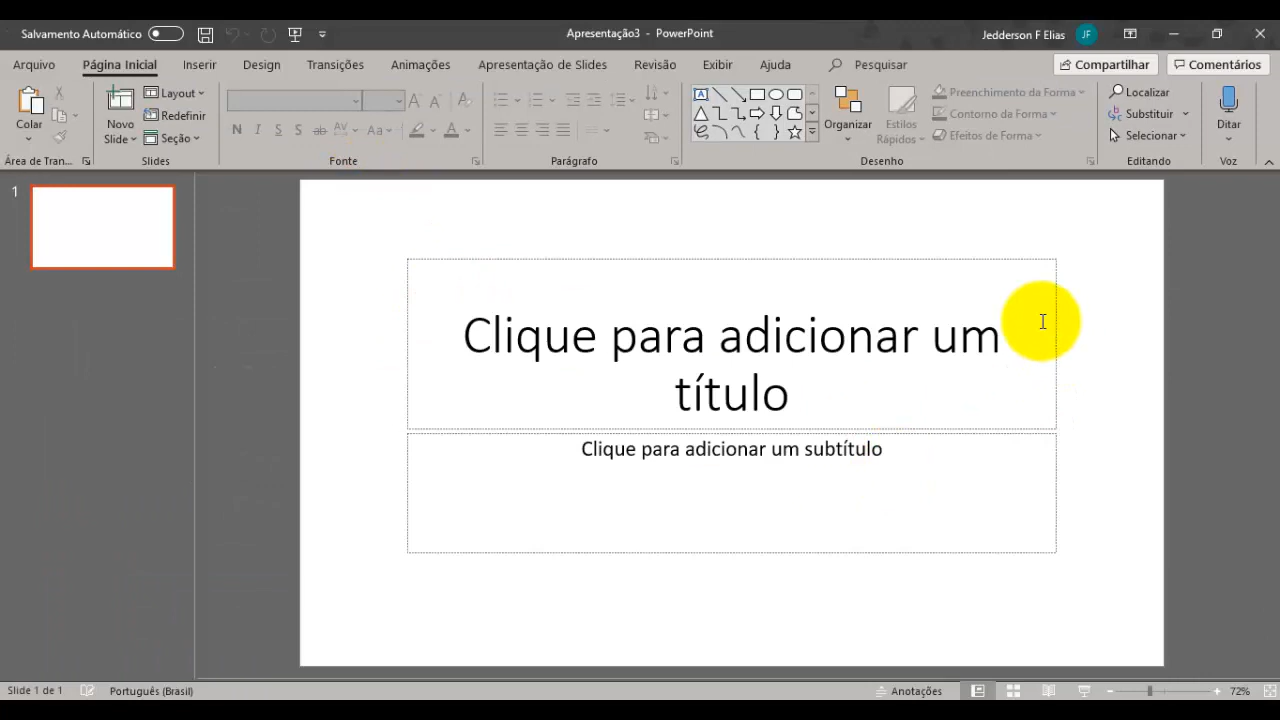 Salvamento Automático
Apresentação3 - PowerPoint
Jedderson F Elias
JF
Arquivo
Página Inicial
Inserir
Design
Transições
Animações
Apresentação de Slides
Revisão
Exibir
Ajuda
Pesquisar
Compartilhar
Comentários
Colar
Novo
Slide
Layout
Redefinir
Seção
N
I
S
S
ab
AV
Aa
A
A
A
A
Organizar
Estilos
Rápidos
Preenchimento da Forma
Contorno da Forma
Efeitos de Forma
Localizar
Substituir
Selecionar
Ditar
Área de Tran...
Slides
Fonte
Parágrafo
Desenho
Editando
Voz
1
Clique para adicionar um
título
Clique para adicionar um subtítulo
Slide 1 de 1
Português (Brasil)
Anotações
72%